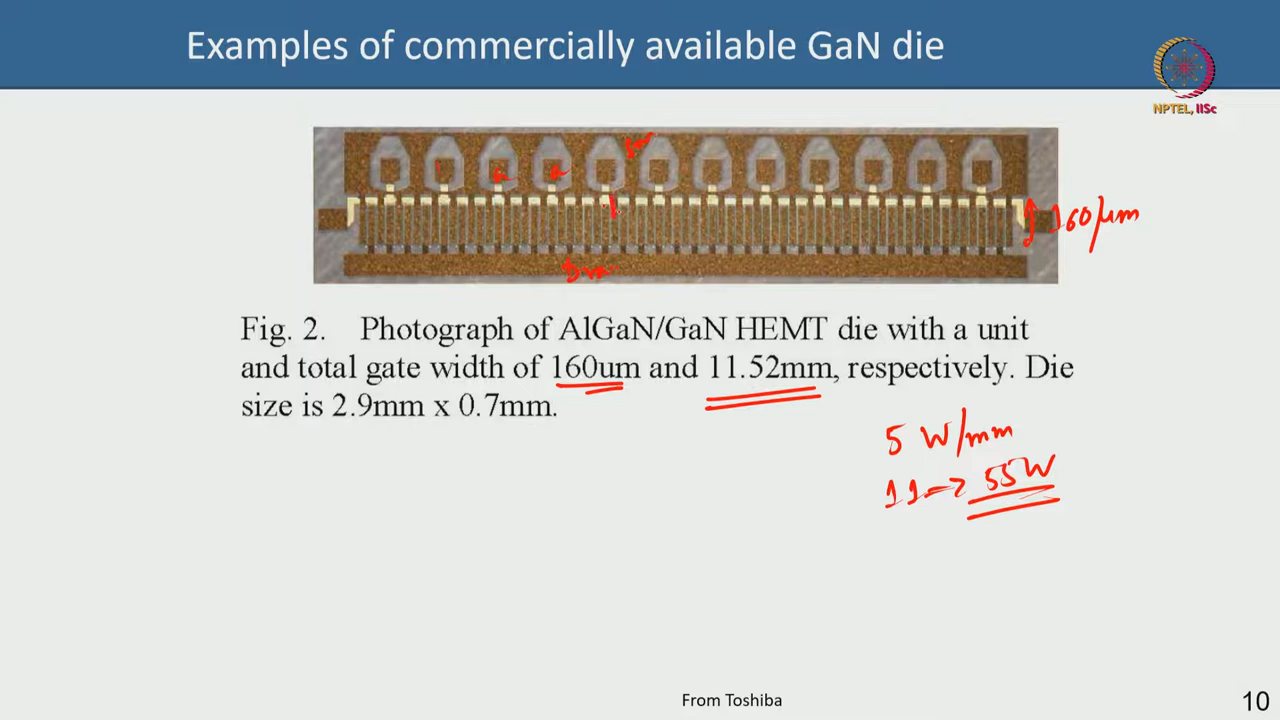 Examples of commercially available GaN die
NPTEL, IISc
160μm
Fig. 2. Photograph of AlGaN/GaN HEMT die with a unit
and total gate width of 160um and 11.52mm, respectively. Die
size is 2.9mm x 0.7mm.
5 W/mm
11-> 55W
From Toshiba
10